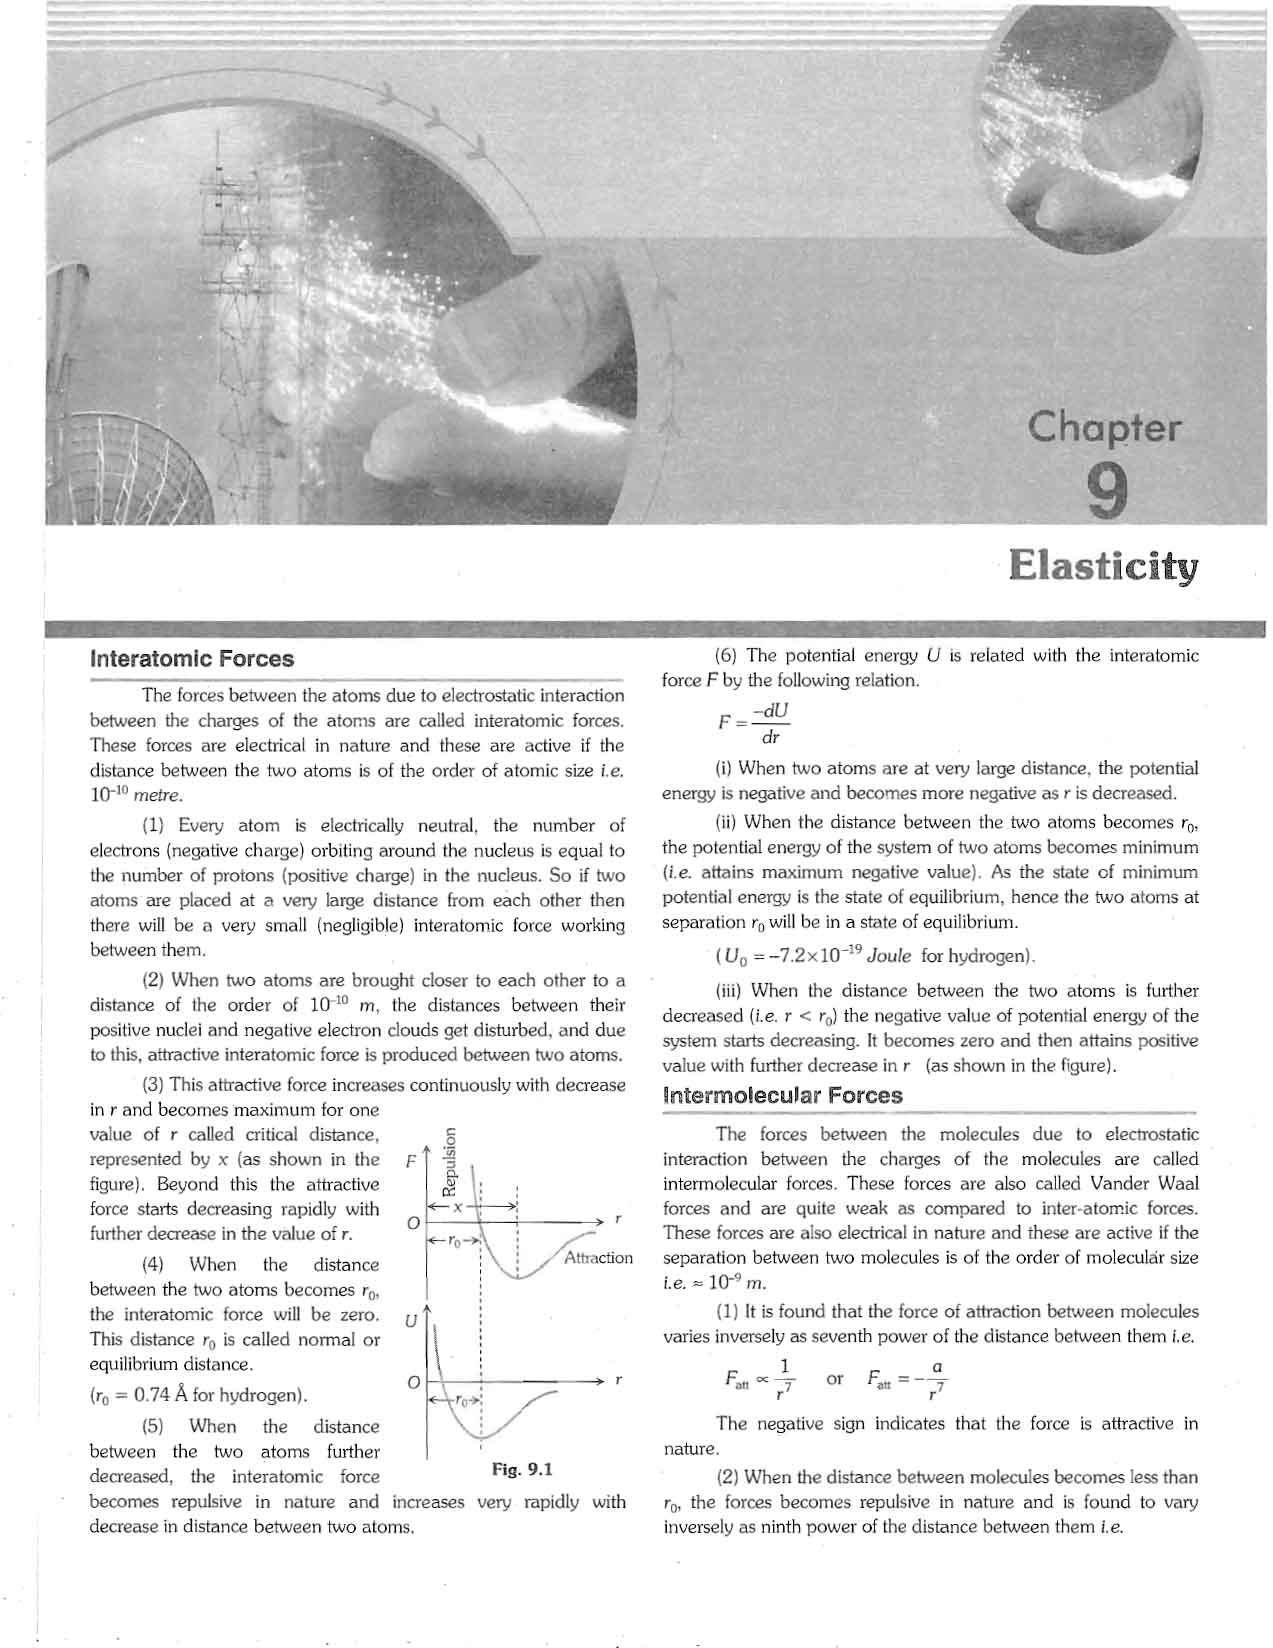 Chapter
9
Elasticity
Interatomic Forces
The forces between the atoms due to electrostatic interaction
between the charges of the atoms are called interatomic forces.
These forces are electrical in nature and these are active if the
distance between the two atoms is of the order of atomic size i.e.
10⁻¹⁰ metre.
(1) Every atom is electrically neutral, the number of
electrons (negative charge) orbiting around the nucleus is equal to
the number of protons (positive charge) in the nucleus. So if two
atoms are placed at a very large distance from each other then
there will be a very small (negligible) interatomic force working
between them.
(2) When two atoms are brought closer to each other to a
distance of the order of 10⁻¹⁰ m, the distances between their
positive nuclei and negative electron clouds get disturbed, and due
to this, attractive interatomic force is produced between two atoms.
(3) This attractive force increases continuously with decrease
in r and becomes maximum for one
value of r called critical distance,
represented by x (as shown in the
figure). Beyond this the attractive
force starts decreasing rapidly with
further decrease in the value of r.
(4) When the distance
between the two atoms becomes r₀,
the interatomic force will be zero.
This distance r₀ is called normal or
equilibrium distance.
(r₀ = 0.74 Å for hydrogen).
(5) When the distance
between the two atoms further
decreased, the interatomic force
becomes repulsive in nature and increases very rapidly with
decrease in distance between two atoms.
F
Repulsion
x
O
r
r₀
Attraction
U
O
r
r₀
Fig. 9.1
(6) The potential energy U is related with the interatomic
force F by the following relation.
F = -dU/dr
(i) When two atoms are at very large distance, the potential
energy is negative and becomes more negative as r is decreased.
(ii) When the distance between the two atoms becomes r₀,
the potential energy of the system of two atoms becomes minimum
(i.e. attains maximum negative value). As the state of minimum
potential energy is the state of equilibrium, hence the two atoms at
separation r₀ will be in a state of equilibrium.
(U₀ = -7.2×10⁻¹⁹ Joule for hydrogen).
(iii) When the distance between the two atoms is further
decreased (i.e. r < r₀) the negative value of potential energy of the
system starts decreasing. It becomes zero and then attains positive
value with further decrease in r (as shown in the figure).
Intermolecular Forces
The forces between the molecules due to electrostatic
interaction between the charges of the molecules are called
intermolecular forces. These forces are also called Vander Waal
forces and are quite weak as compared to inter-atomic forces.
These forces are also electrical in nature and these are active if the
separation between two molecules is of the order of molecular size
i.e. ≈ 10⁻⁹ m.
(1) It is found that the force of attraction between molecules
varies inversely as seventh power of the distance between them i.e.
F_att ∝ 1/r⁷ or F_att = -a/r⁷
The negative sign indicates that the force is attractive in
nature.
(2) When the distance between molecules becomes less than
r₀, the forces becomes repulsive in nature and is found to vary
inversely as ninth power of the distance between them i.e.